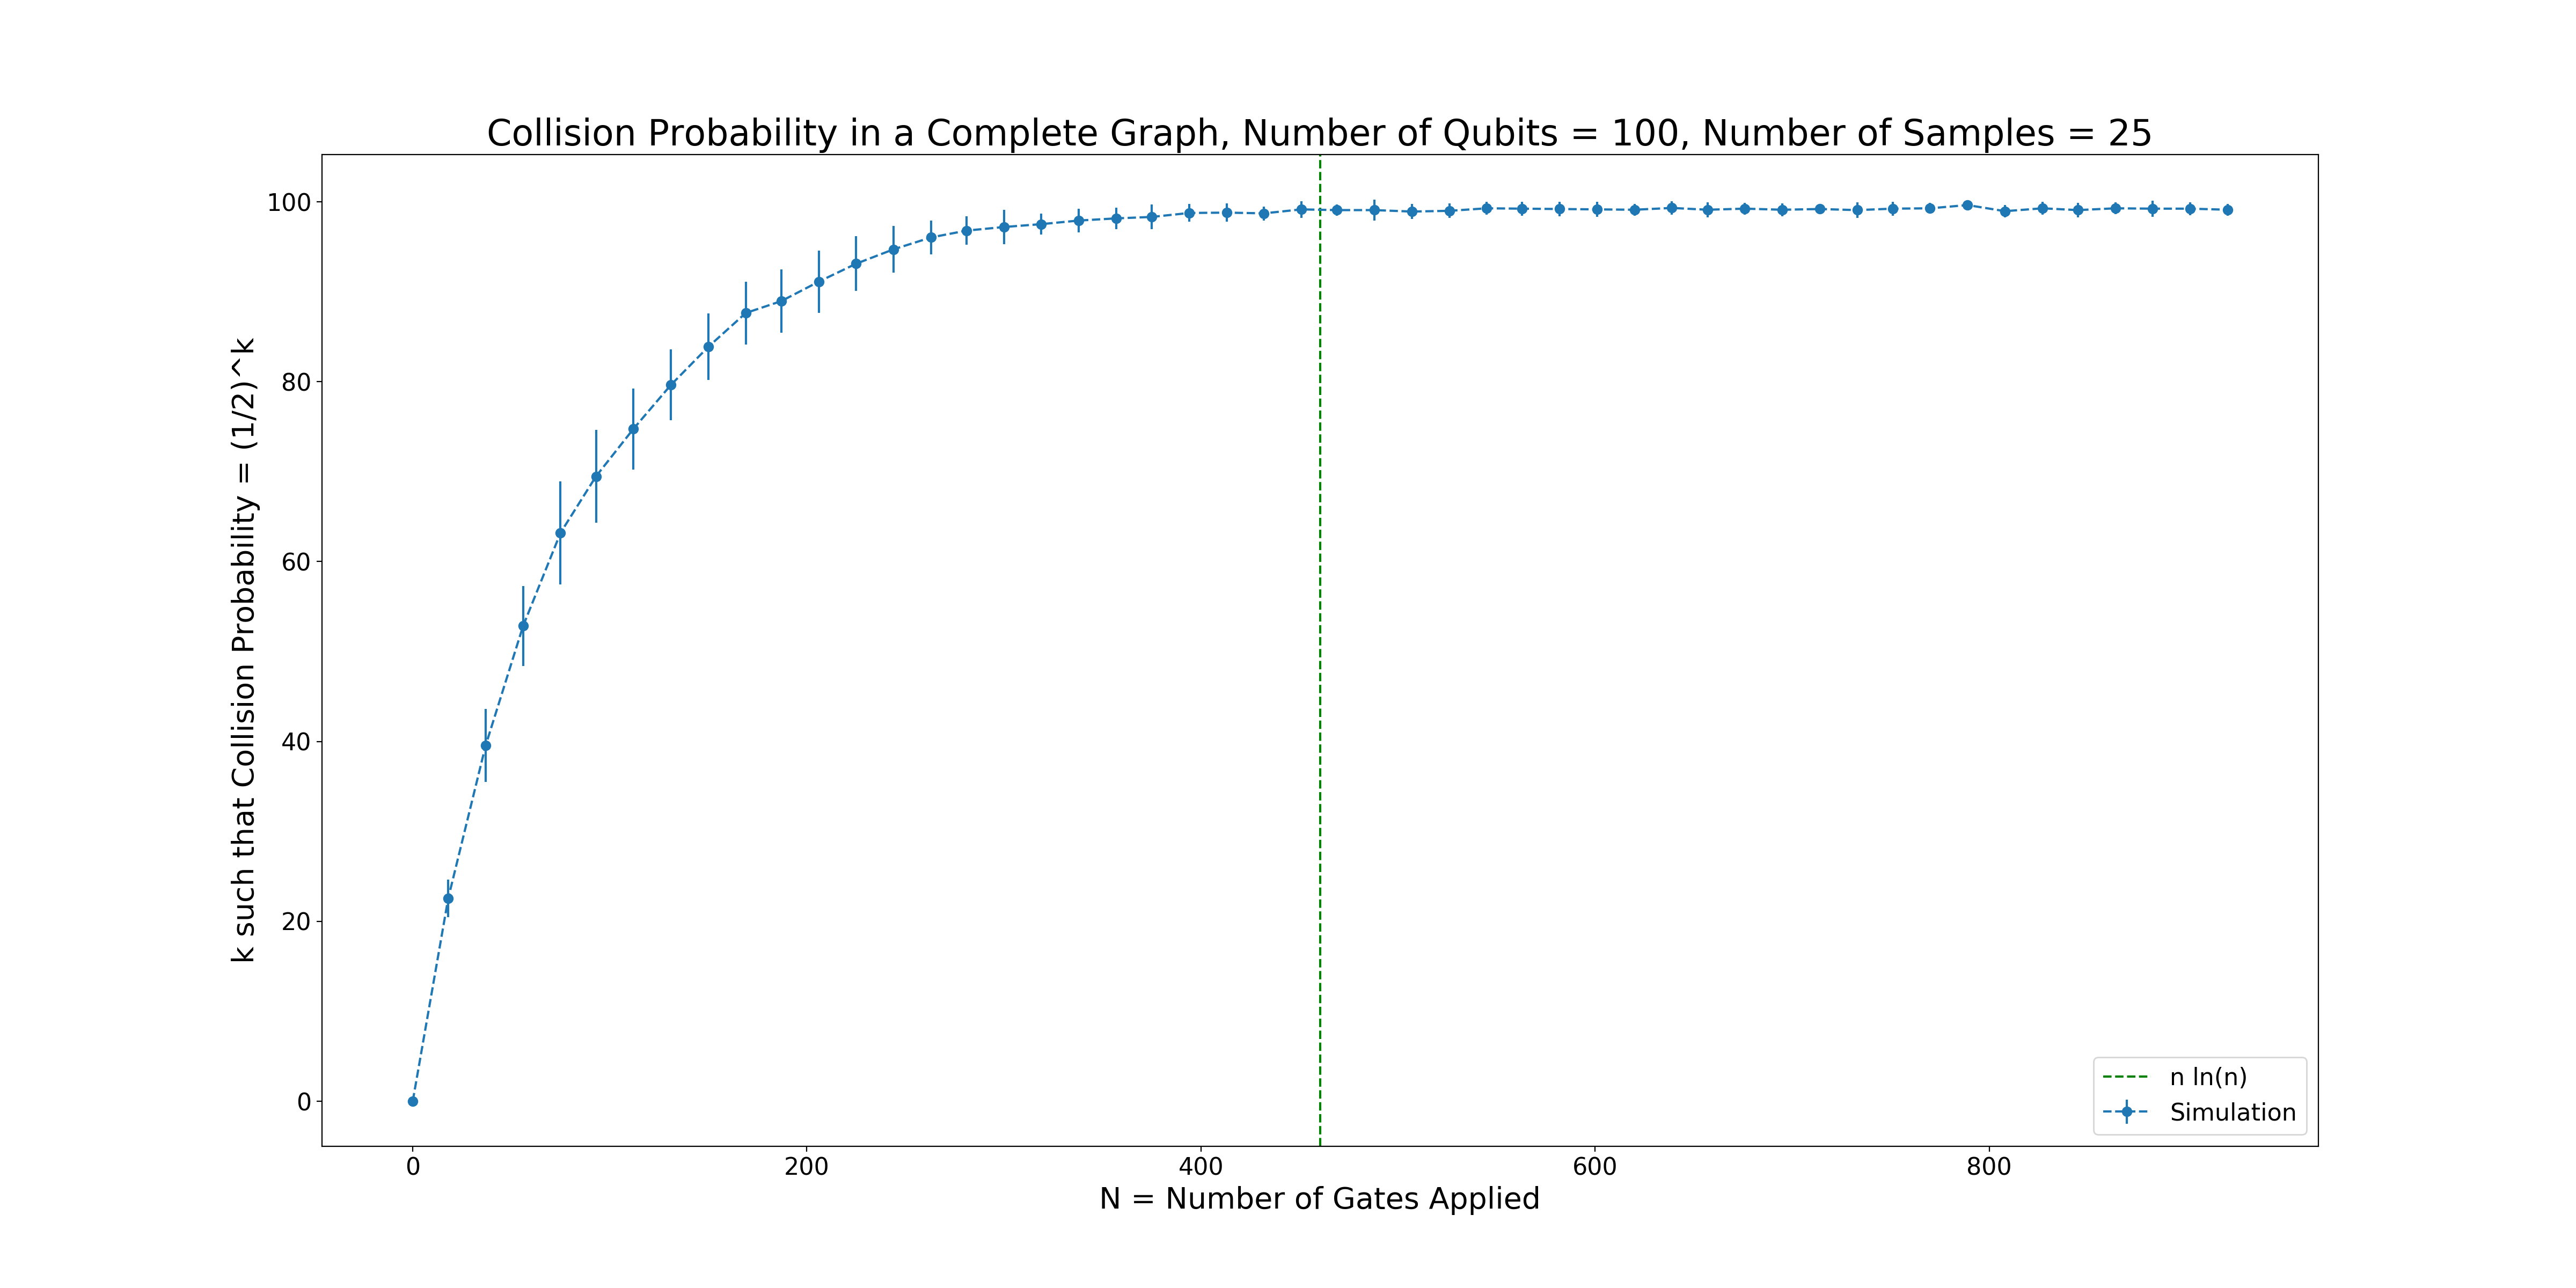 Collision Probability in a Complete Graph, Number of Qubits = 100, Number of Samples = 25
k such that Collision Probability = (1/2)^k
100
80
60
40
20
0
0 200 400 600 800
N = Number of Gates Applied
n ln(n)
Simulation